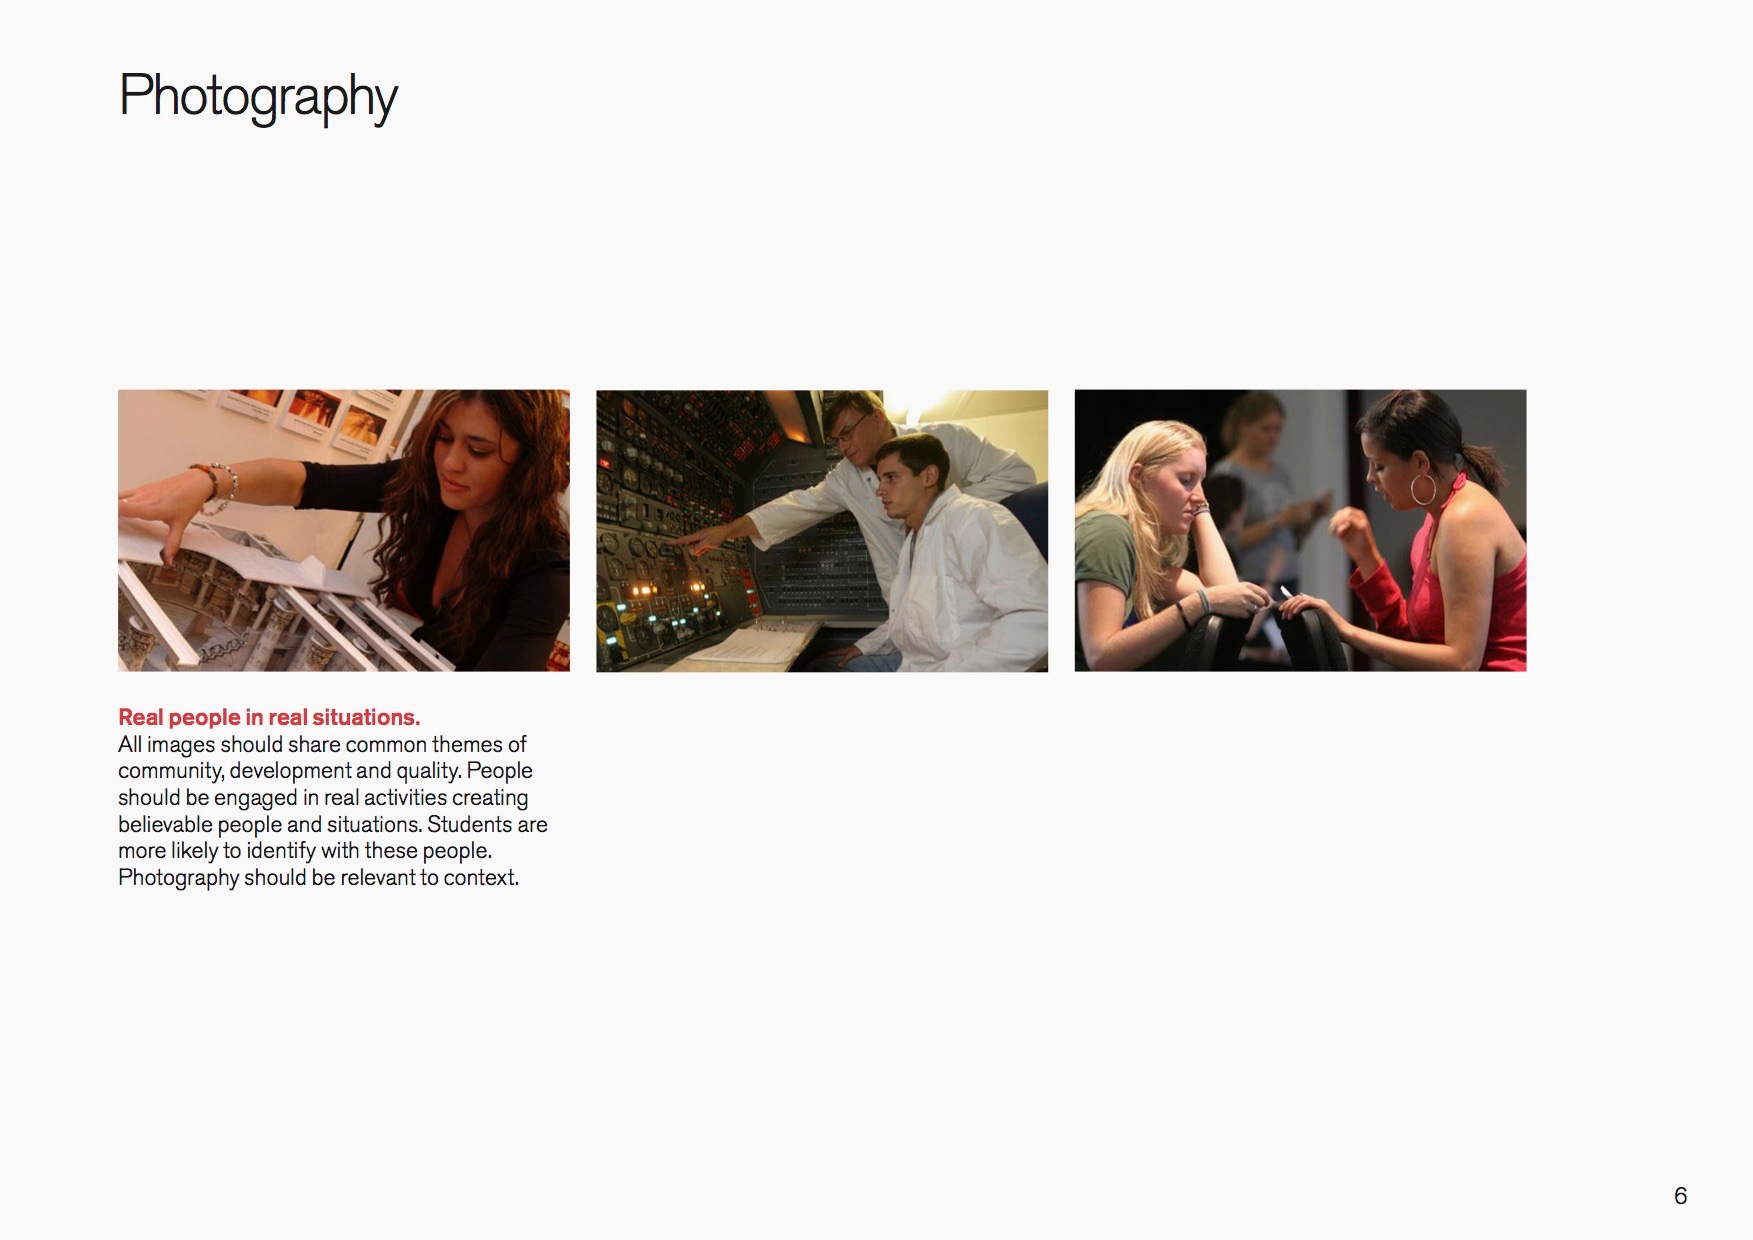 Photography
Real people in real situations.
All images should share common themes of
community, development and quality. People
should be engaged in real activities creating
believable people and situations. Students are
more likely to identify with these people.
Photography should be relevant to context.
6